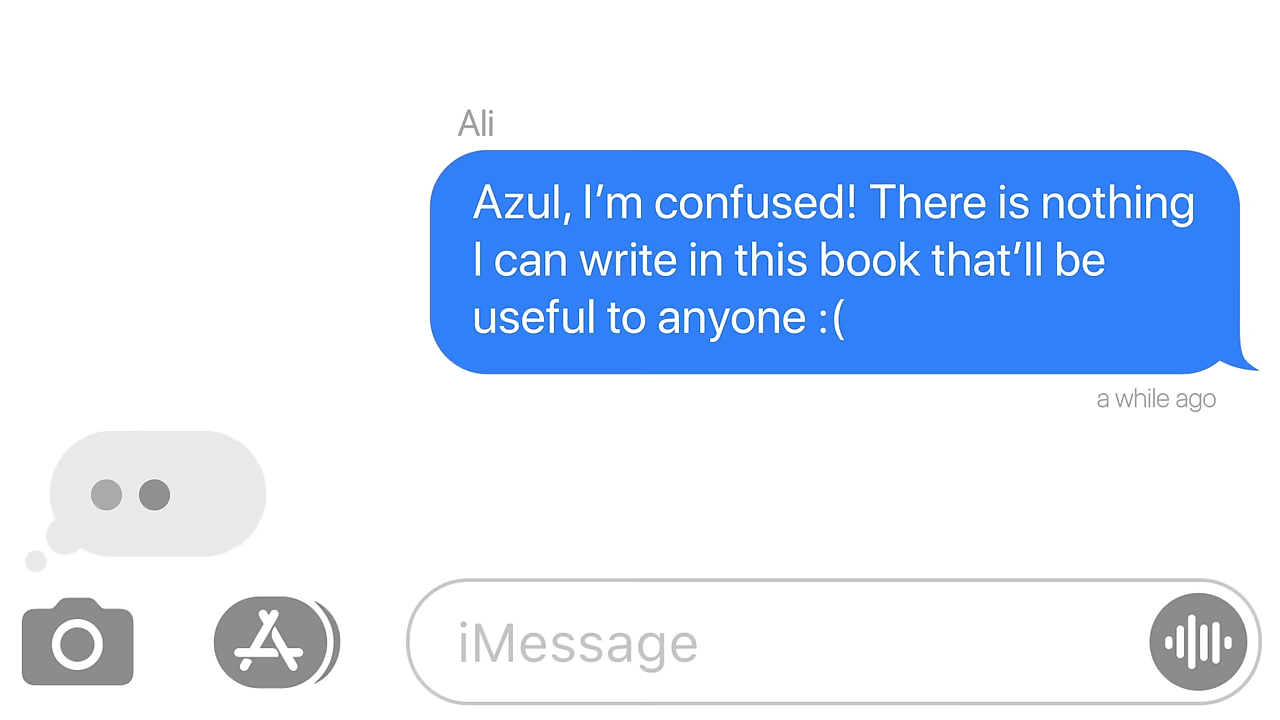 Ali
Azul, I’m confused! There is nothing
I can write in this book that’ll be
useful to anyone :(
a while ago
iMessage